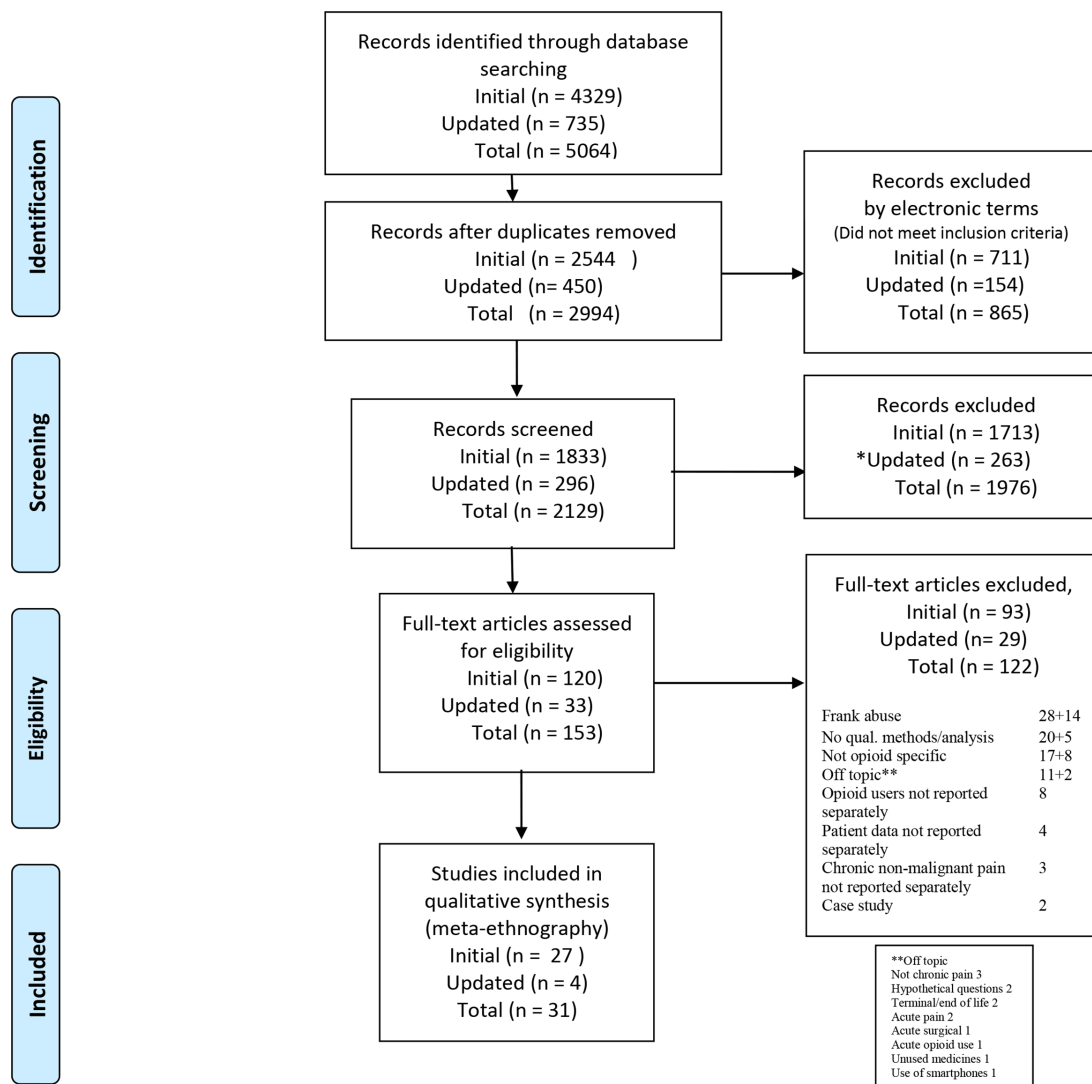 Identification
Screening
Eligibility
Included
Records identified through database
searching
Initial (n = 4329)
Updated (n = 735)
Total (n = 5064)
Records after duplicates removed
Initial (n = 2544 )
Updated (n= 450)
Total (n = 2994)
Records excluded
by electronic terms
(Did not meet inclusion criteria)
Initial (n = 711)
Updated (n =154)
Total (n = 865)
Records screened
Initial (n = 1833)
Updated (n = 296)
Total (n = 2129)
Records excluded
Initial (n = 1713)
*Updated (n = 263)
Total (n = 1976)
Full-text articles assessed
for eligibility
Initial (n = 120)
Updated (n = 33)
Total (n = 153)
Full-text articles excluded,
Initial (n = 93)
Updated (n= 29)
Total (n = 122)
Frank abuse 28+14
No qual. methods/analysis 20+5
Not opioid specific 17+8
Off topic** 11+2
Opioid users not reported 8
separately
Patient data not reported 4
separately
Chronic non-malignant pain 3
not reported separately
Case study 2
Studies included in
qualitative synthesis
(meta-ethnography)
Initial (n = 27 )
Updated (n = 4)
Total (n = 31)
**Off topic
Not chronic pain 3
Hypothetical questions 2
Terminal/end of life 2
Acute pain 2
Acute surgical 1
Acute opioid use 1
Unused medicines 1
Use of smartphones 1